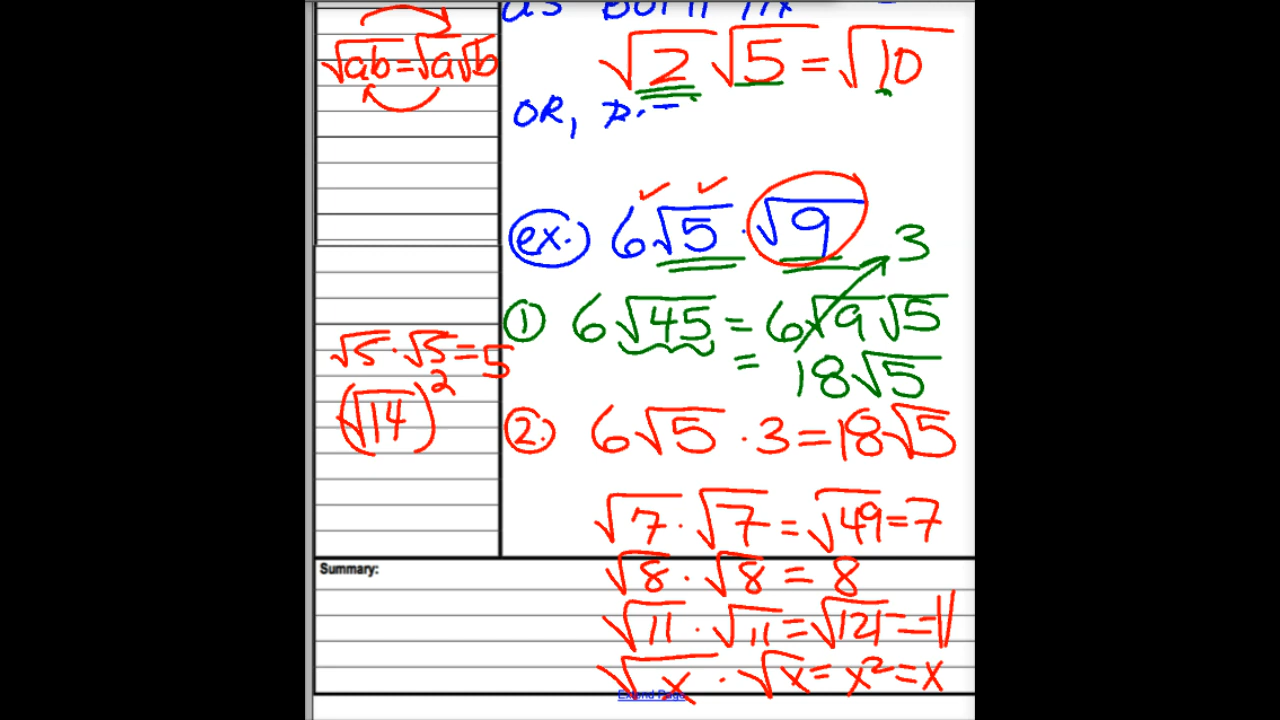 √ab=√a√b
√5·√5=5
(√14)²
√2 √5 = √10
OR,
ex. 6√5 · √9
3
① 6√45 = 6√9√5
= 18√5
②. 6√5 · 3 = 18√5
√7 · √7 = √49 = 7
√8 · √8 = 8
√11 · √11 = √121 = 11
√x · √x = x² = x
Summary:
Extend Page